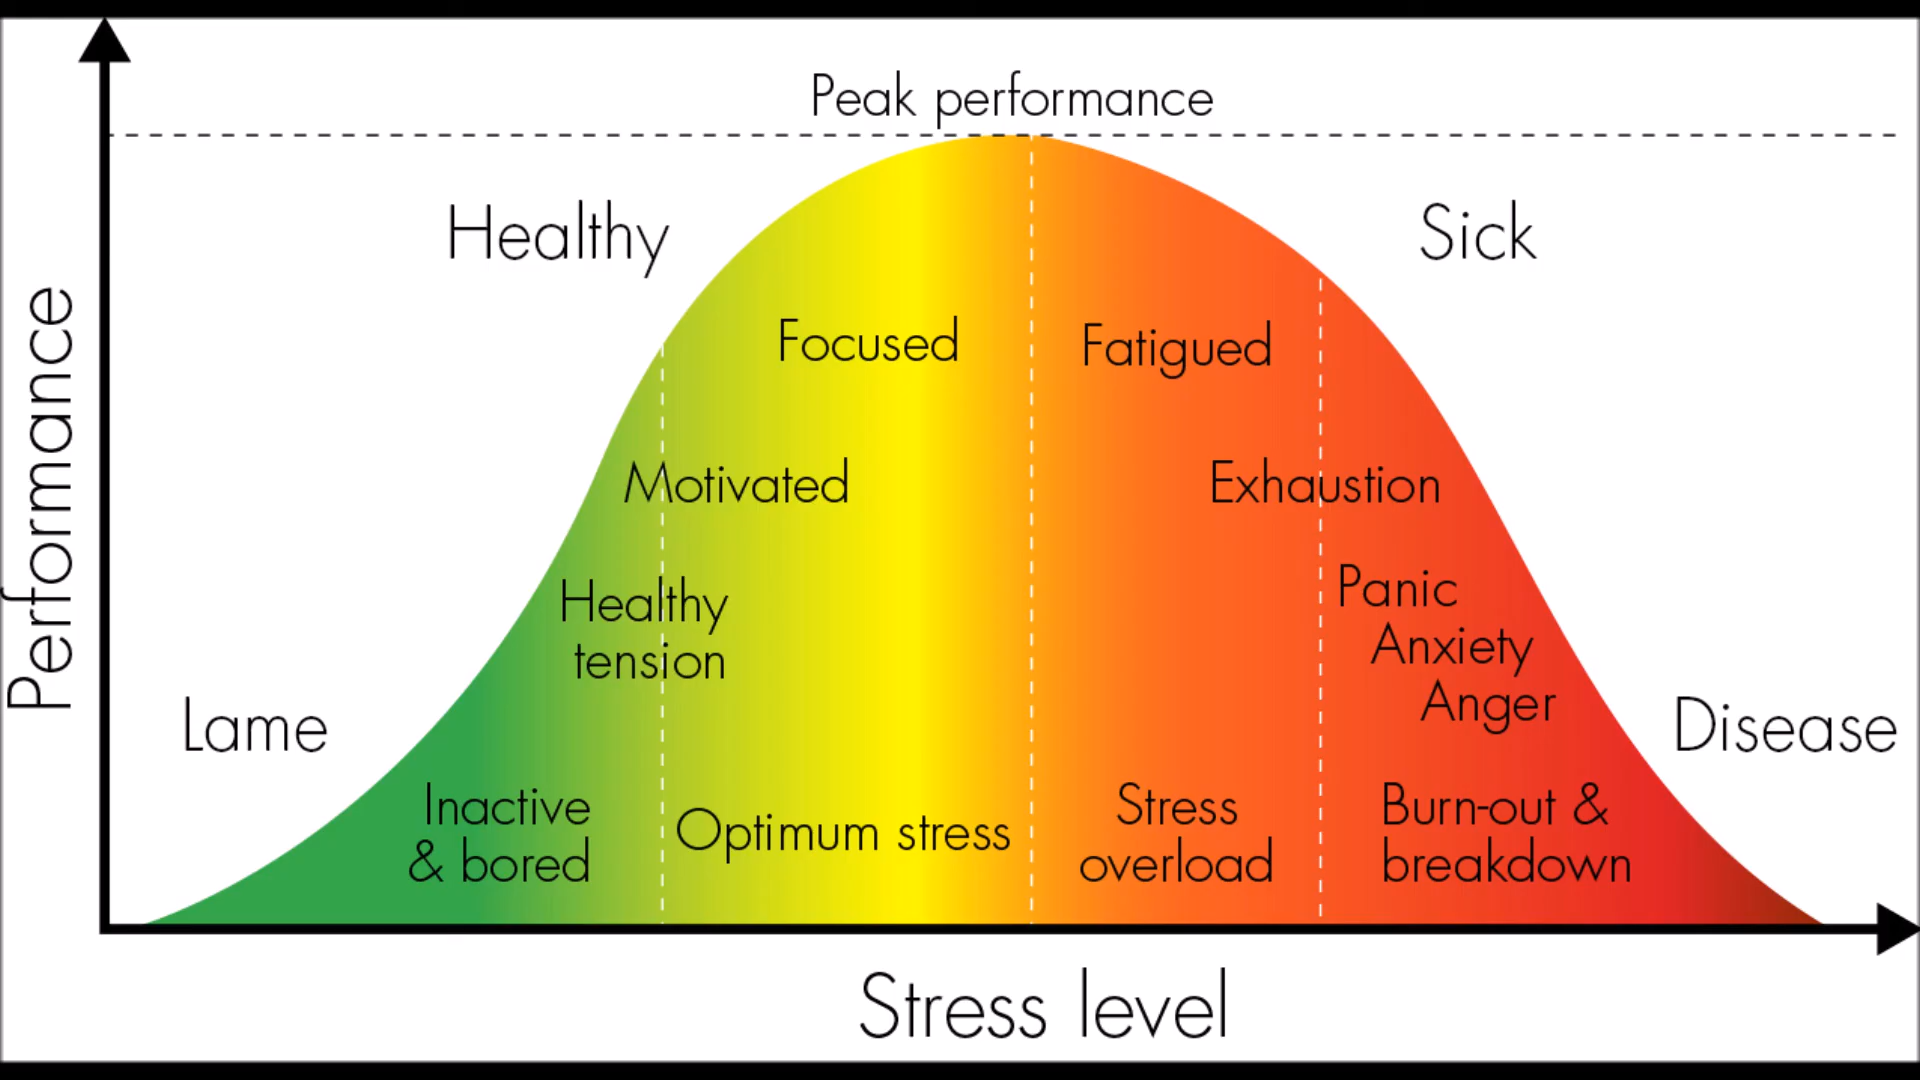 Peak performance
Healthy
Sick
Performance
Focused
Fatigued
Motivated
Exhaustion
Healthy
tension
Panic
Anxiety
Anger
Lame
Disease
Inactive
& bored
Optimum stress
Stress
overload
Burn-out &
breakdown
Stress level